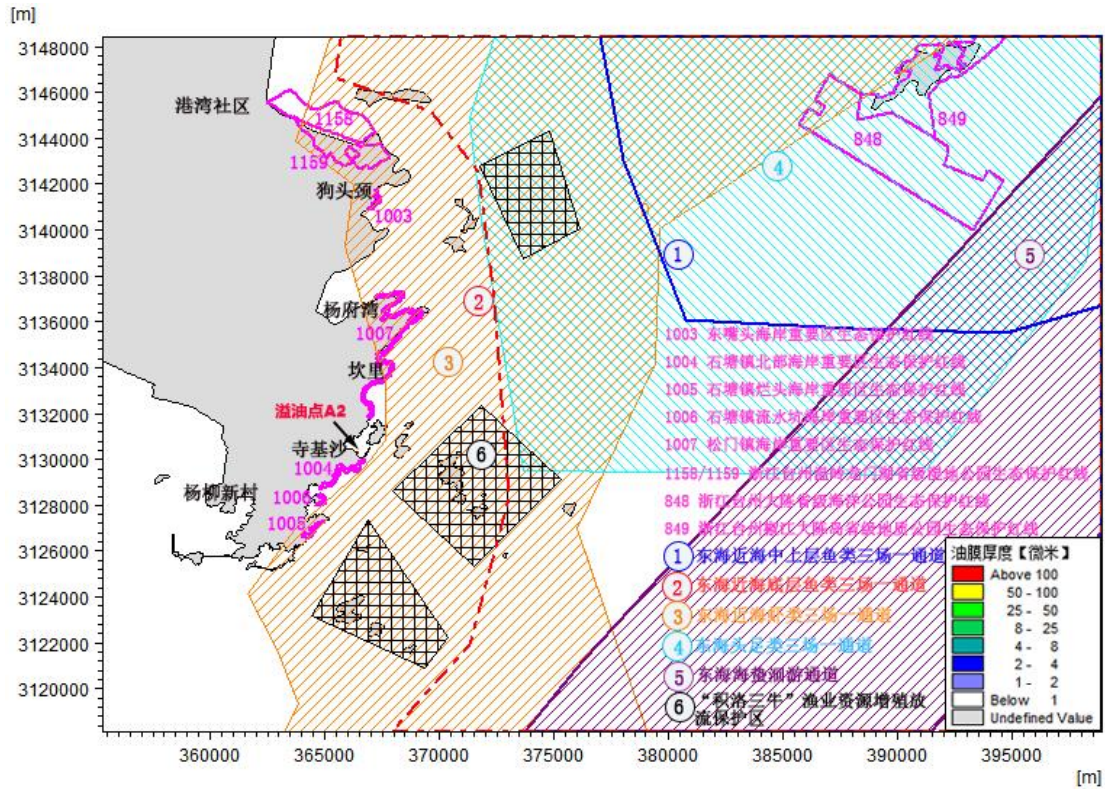 [m]
3148000
3146000
3144000
3142000
3140000
3138000
3136000
3134000
3132000
3130000
3128000
3126000
3124000
3122000
3120000
港湾社区
1158
1159
狗头颈
1003
848
849
4
1
5
2
杨府湾
1007
3
坎里
溢油点A2
寺基沙
1004
6
杨柳新村
1006
1005
1003 东嘴头海岸重要区生态保护红线
1004 石塘镇北部海岸重要区生态保护红线
1005 石塘镇烂头海岸重要区生态保护红线
1006 石塘镇流水坑海岸重要区生态保护红线
1007 松门镇海岸重要区生态保护红线
1158/1159 浙江台州温岭龙门湖省级湿地公园生态保护红线
848 浙江台州大陈省级海洋公园生态保护红线
849 浙江台州椒江大陈岛省级地质公园生态保护红线
1 东海近海中上层鱼类三场一通道
2 东海近海底层鱼类三场一通道
3 东海近海虾类三场一通道
4 东海头足类三场一通道
5 东海海蜇洄游通道
6 “积洛三牛”渔业资源增殖放
流保护区
油膜厚度【微米】
Above 100
50 - 100
25 - 50
8 - 25
4 - 8
2 - 4
1 - 2
Below 1
Undefined Value
360000
365000
370000
375000
380000
385000
390000
395000
[m]